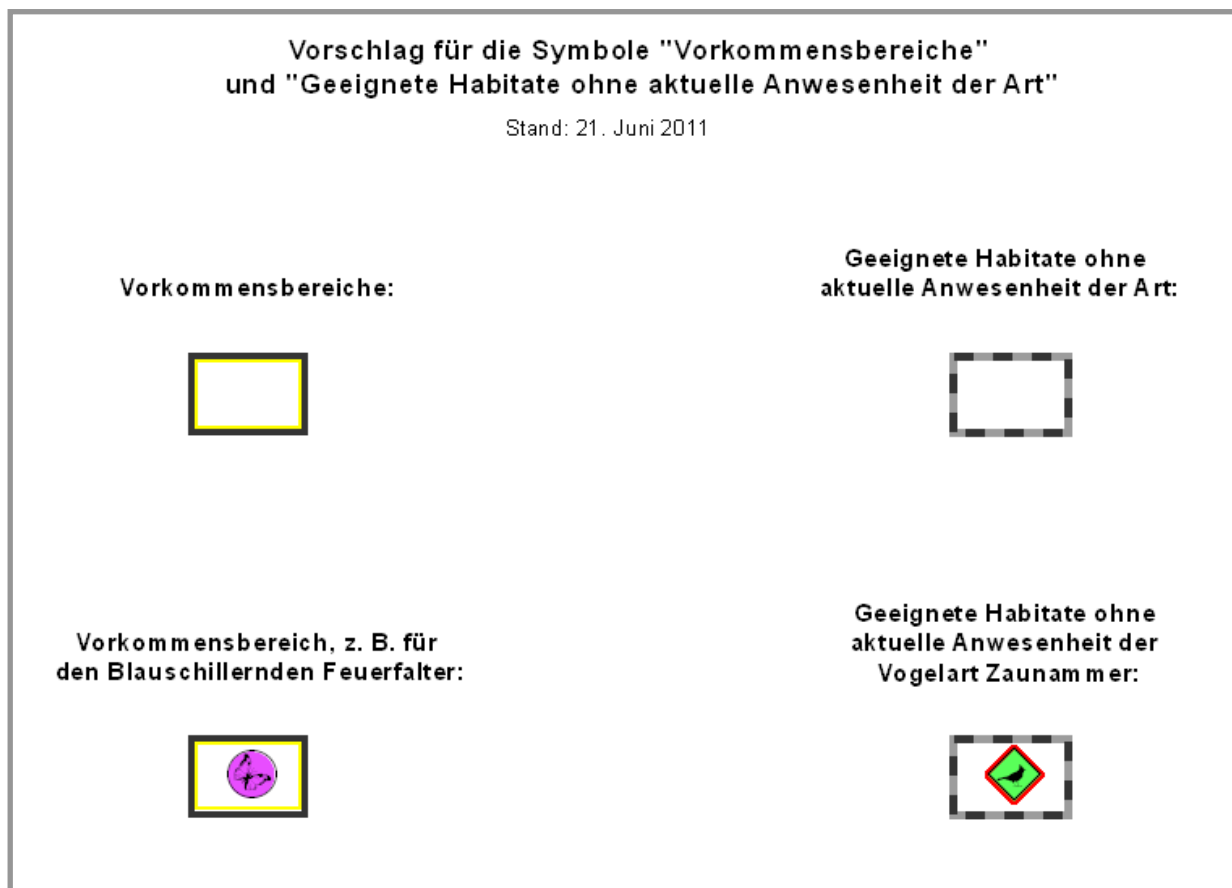 Vorschlag für die Symbole "Vorkommensbereiche"
und "Geeignete Habitate ohne aktuelle Anwesenheit der Art"
Stand: 21. Juni 2011
Vorkommensbereiche:
Geeignete Habitate ohne
aktuelle Anwesenheit der Art:
Vorkommensbereich, z. B. für
den Blauschillernden Feuerfalter:
Geeignete Habitate ohne
aktuelle Anwesenheit der
Vogelart Zaunammer: